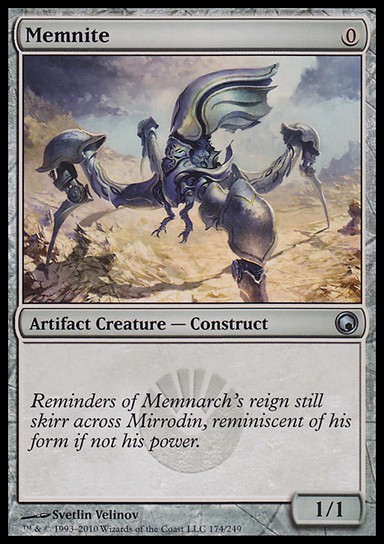 Memnite 0
Artifact Creature — Construct
Reminders of Memnarch's reign still
skirr across Mirrodin, reminiscent of his
form if not his power.
Svetlin Velinov
1/1
™ & © 1993–2010 Wizards of the Coast LLC 174/249